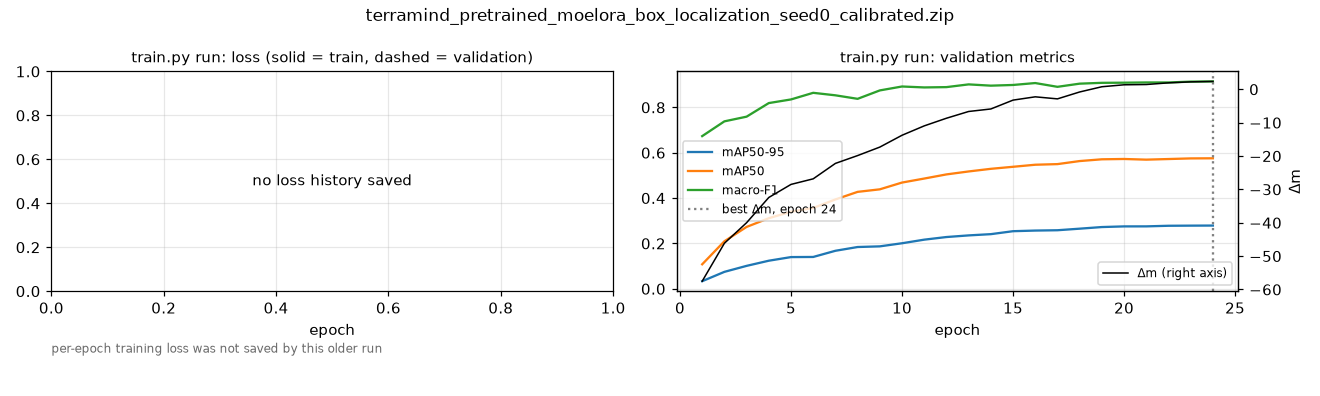 terramind_pretrained_moelora_box_localization_seed0_calibrated.zip
train.py run: loss (solid = train, dashed = validation)
1.0
0.8
0.6
0.4
0.2
0.0
no loss history saved
0.0 0.2 0.4 0.6 0.8 1.0
epoch
per-epoch training loss was not saved by this older run
train.py run: validation metrics
0.8
0.6
0.4
0.2
0.0
mAP50-95
mAP50
macro-F1
best Δm, epoch 24
Δm (right axis)
0
−10
−20
−30
−40
−50
−60
Δm
0 5 10 15 20 25
epoch